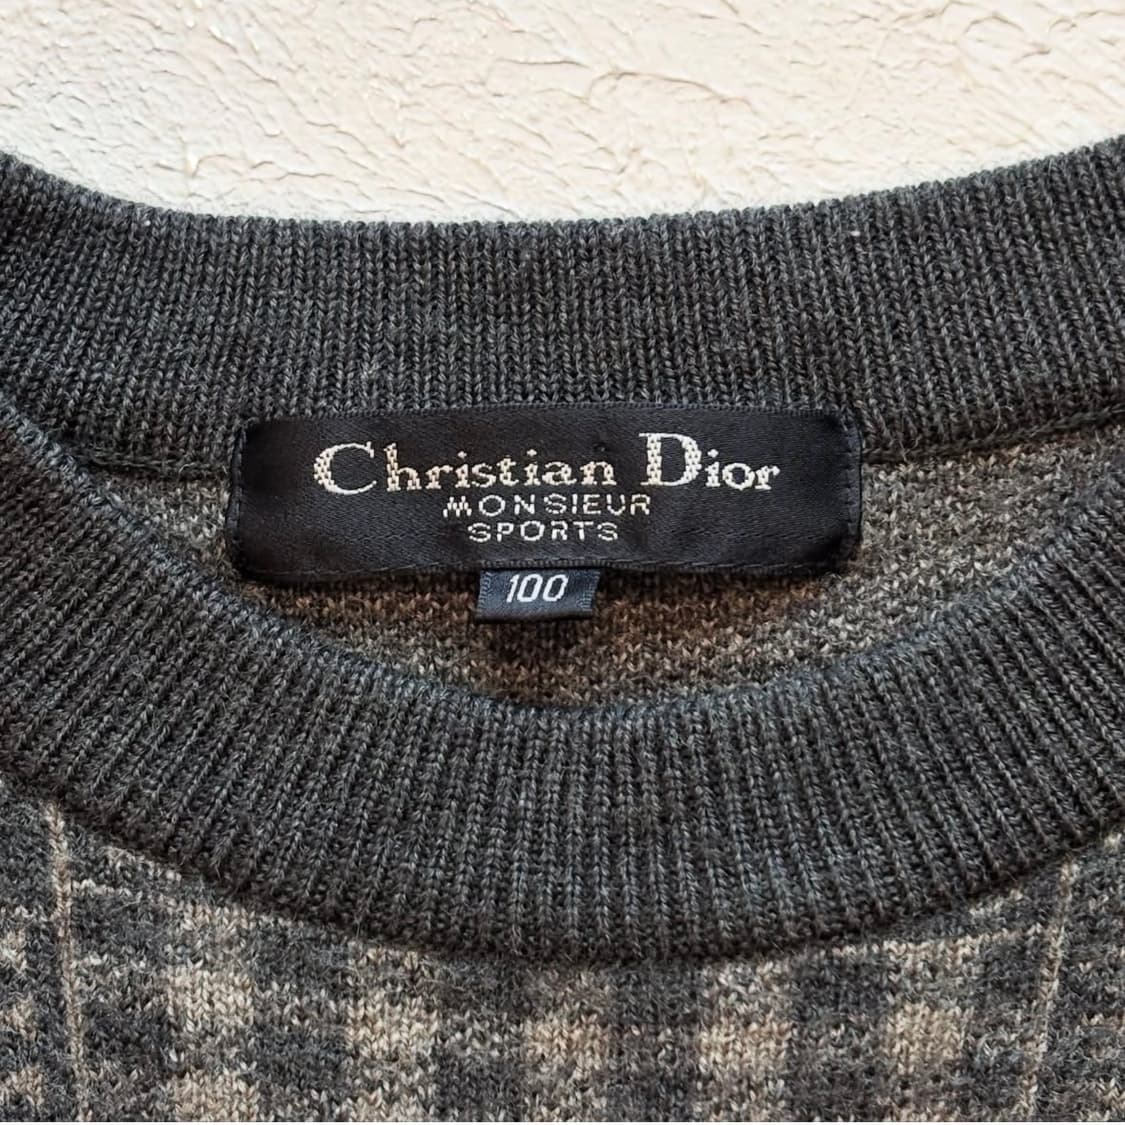 Christian Dior
MONSIEUR
SPORTS
100